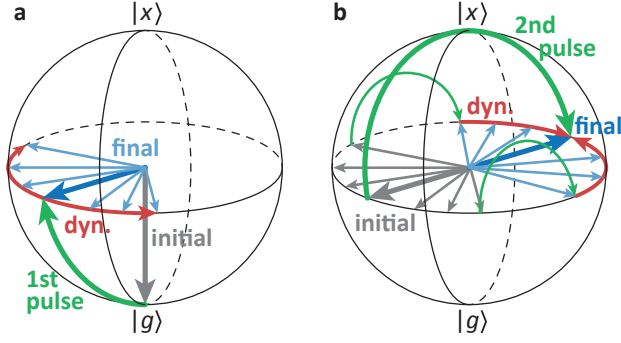 a
|x⟩
final
dyn.
initial
1st
pulse
|g⟩
b
|x⟩
2nd
pulse
dyn.
final
initial
|g⟩